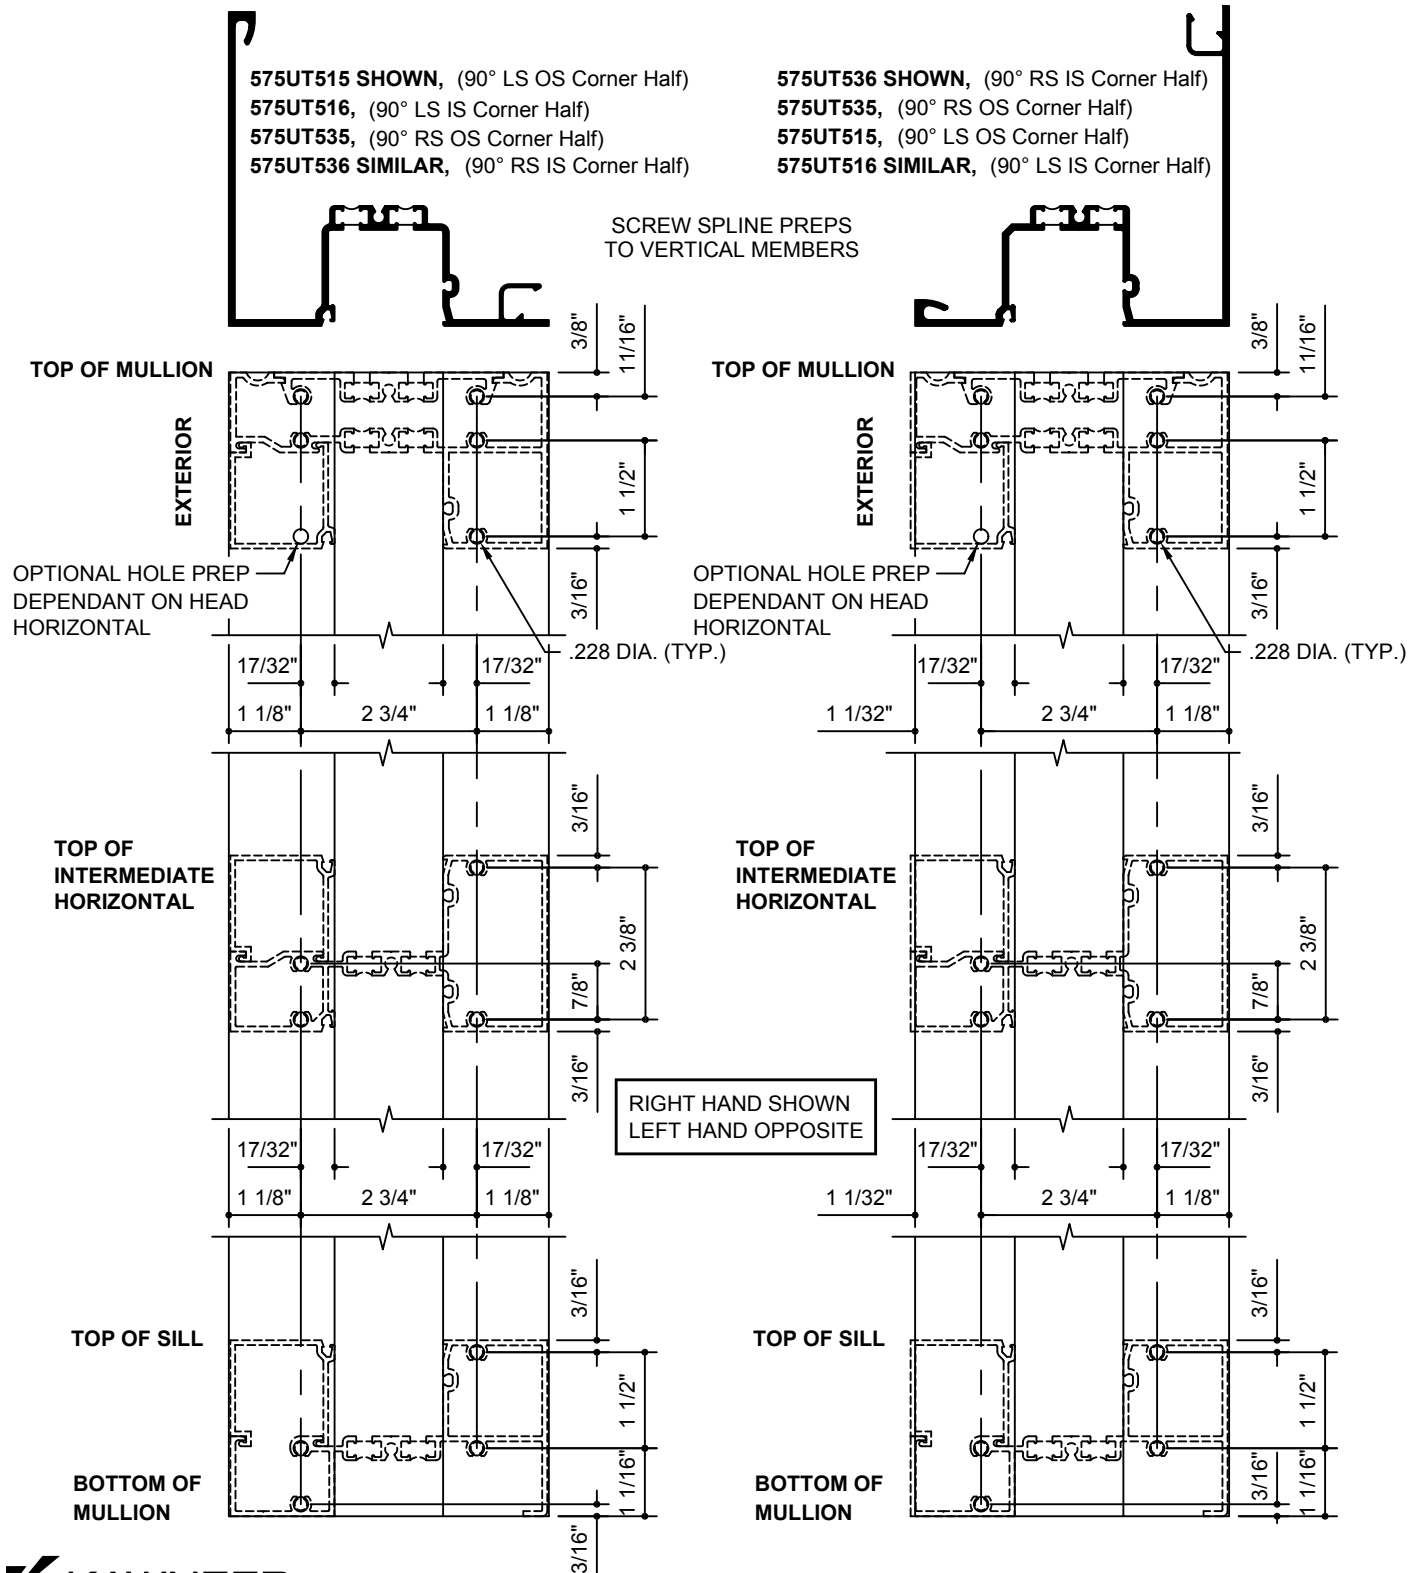 575UT515 SHOWN, (90° LS OS Corner Half)
575UT516, (90° LS IS Corner Half)
575UT535, (90° RS OS Corner Half)
575UT536 SIMILAR, (90° RS IS Corner Half)
575UT536 SHOWN, (90° RS IS Corner Half)
575UT535, (90° RS OS Corner Half)
575UT515, (90° LS OS Corner Half)
575UT516 SIMILAR, (90° LS IS Corner Half)
SCREW SPLINE PREPS
TO VERTICAL MEMBERS
TOP OF MULLION
EXTERIOR
3/8"
11/16"
1 1/2"
3/16"
OPTIONAL HOLE PREP
DEPENDANT ON HEAD
HORIZONTAL
.228 DIA. (TYP.)
17/32"
17/32"
1 1/8"
2 3/4"
1 1/8"
TOP OF MULLION
EXTERIOR
3/8"
11/16"
1 1/2"
3/16"
OPTIONAL HOLE PREP
DEPENDANT ON HEAD
HORIZONTAL
.228 DIA. (TYP.)
17/32"
17/32"
1 1/32"
2 3/4"
1 1/8"
TOP OF
INTERMEDIATE
HORIZONTAL
3/16"
2 3/8"
7/8"
3/16"
17/32"
17/32"
1 1/8"
2 3/4"
1 1/8"
TOP OF
INTERMEDIATE
HORIZONTAL
3/16"
2 3/8"
7/8"
3/16"
17/32"
17/32"
1 1/32"
2 3/4"
1 1/8"
RIGHT HAND SHOWN
LEFT HAND OPPOSITE
TOP OF SILL
3/16"
1 1/2"
1 1/16"
3/16"
BOTTOM OF
MULLION
TOP OF SILL
3/16"
1 1/2"
3/16"
1 1/16"
BOTTOM OF
MULLION